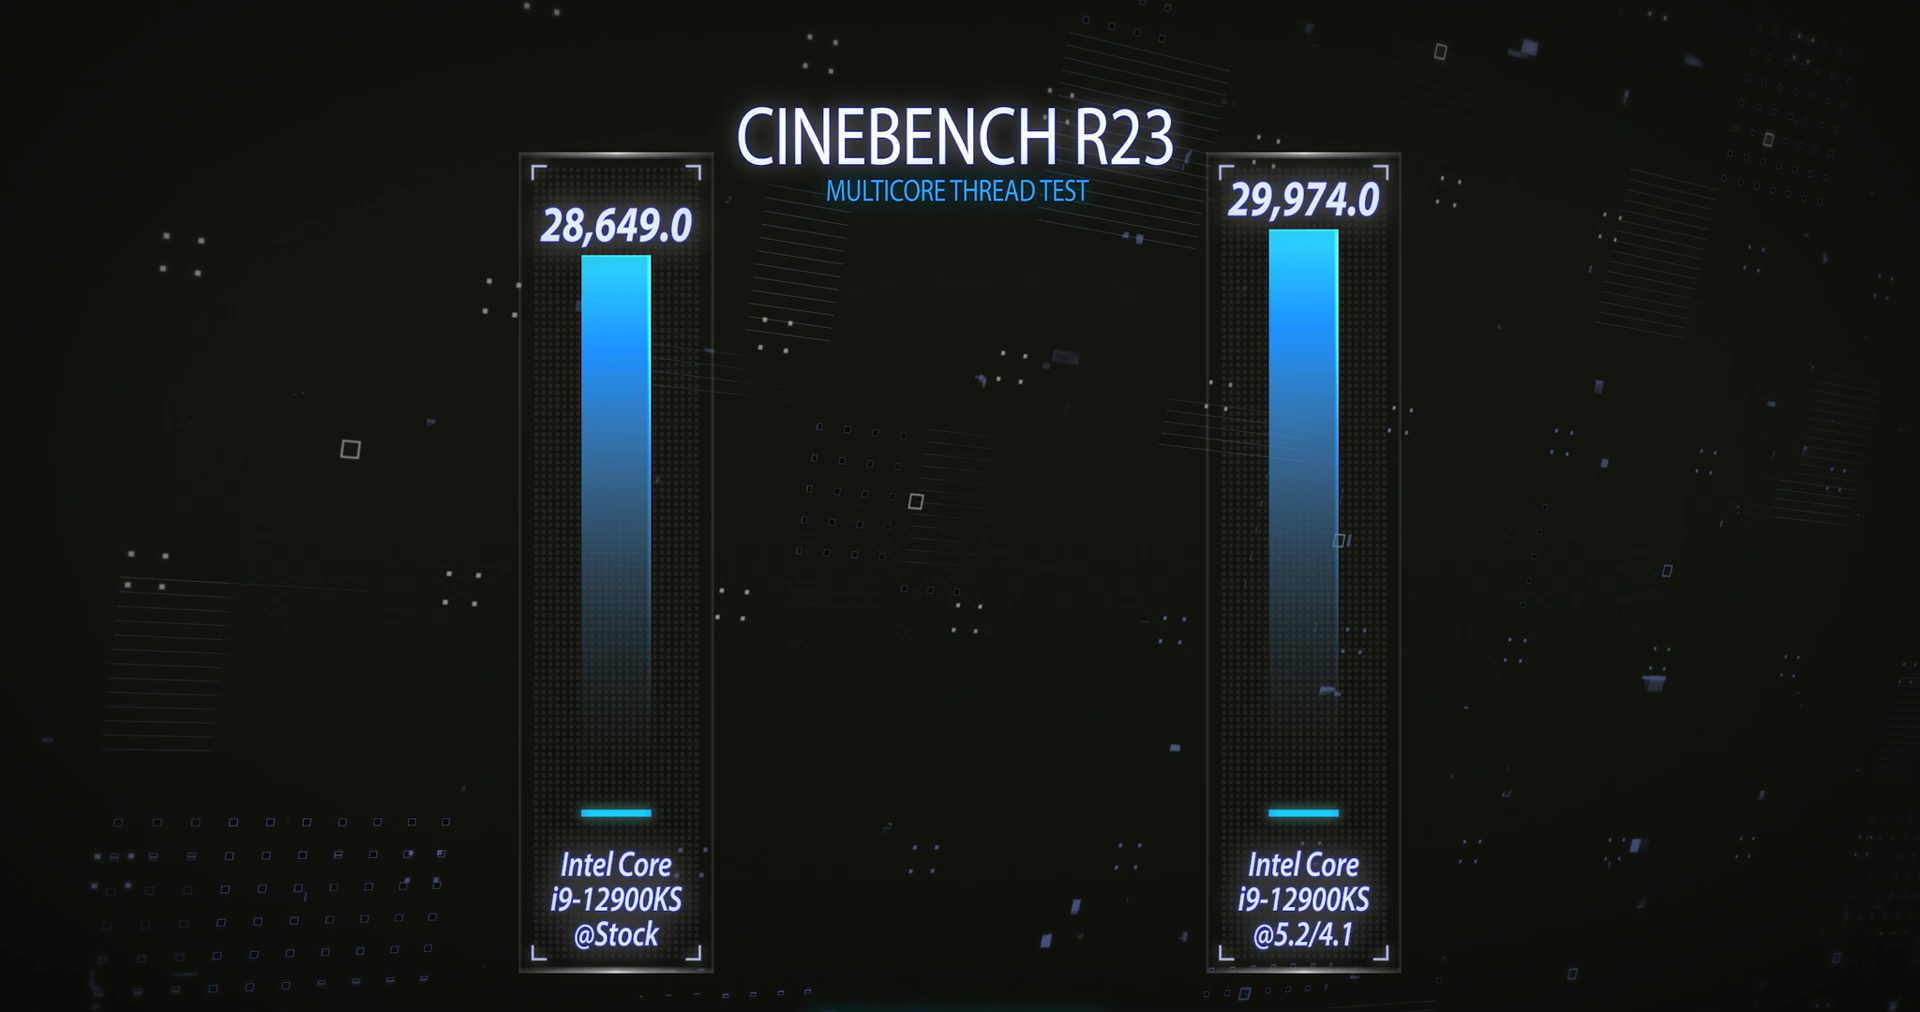 CINEBENCH R23
MULTICORE THREAD TEST
28,649.0
Intel Core
i9-12900KS
@Stock
29,974.0
Intel Core
i9-12900KS
@5.2/4.1